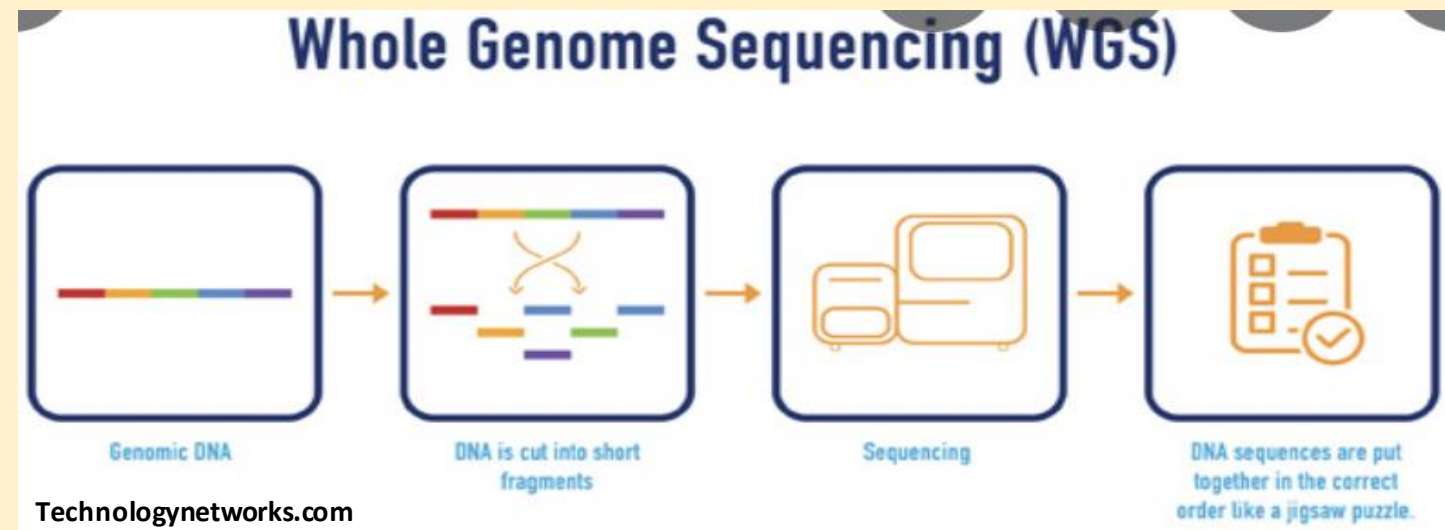 Whole Genome Sequencing (WGS)
Genomic DNA
DNA is cut into short
fragments
Sequencing
DNA sequences are put
together in the correct
order like a jigsaw puzzle.
Technologynetworks.com